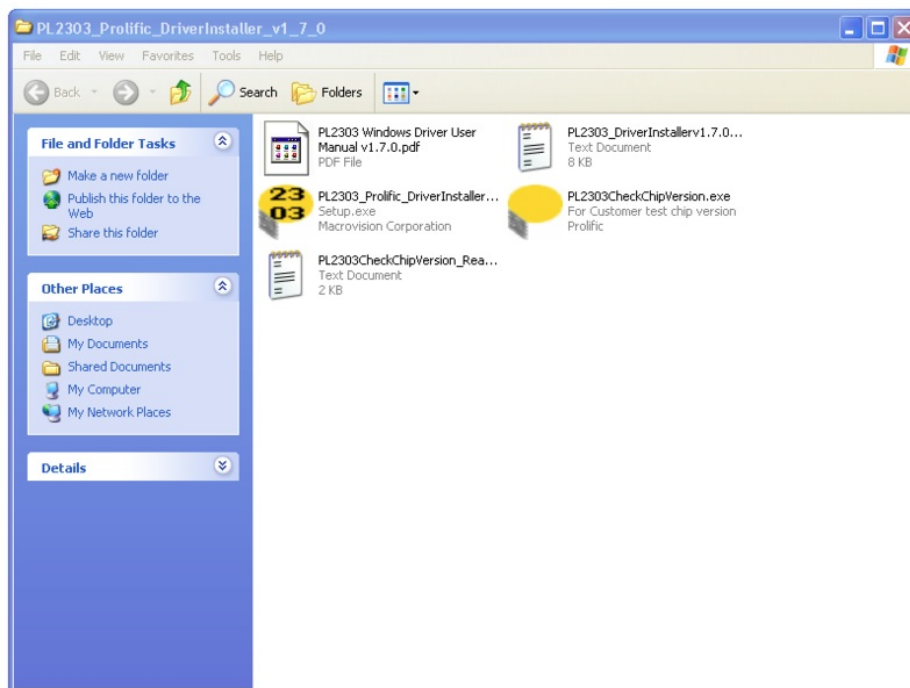 PL2303_Prolific_DriverInstaller_v1_7_0
File Edit View Favorites Tools Help
Back Search Folders
File and Folder Tasks
Make a new folder
Publish this folder to the
Web
Share this folder
Other Places
Desktop
My Documents
Shared Documents
My Computer
My Network Places
Details
PL2303 Windows Driver User
Manual v1.7.0.pdf
PDF File
PL2303_DriverInstallerv1.7.0...
Text Document
8 KB
2303
PL2303_Prolific_DriverInstaller...
Setup.exe
Macrovision Corporation
PL2303CheckChipVersion.exe
For Customer test chip version
Prolific
PL2303CheckChipVersion_Rea...
Text Document
2 KB